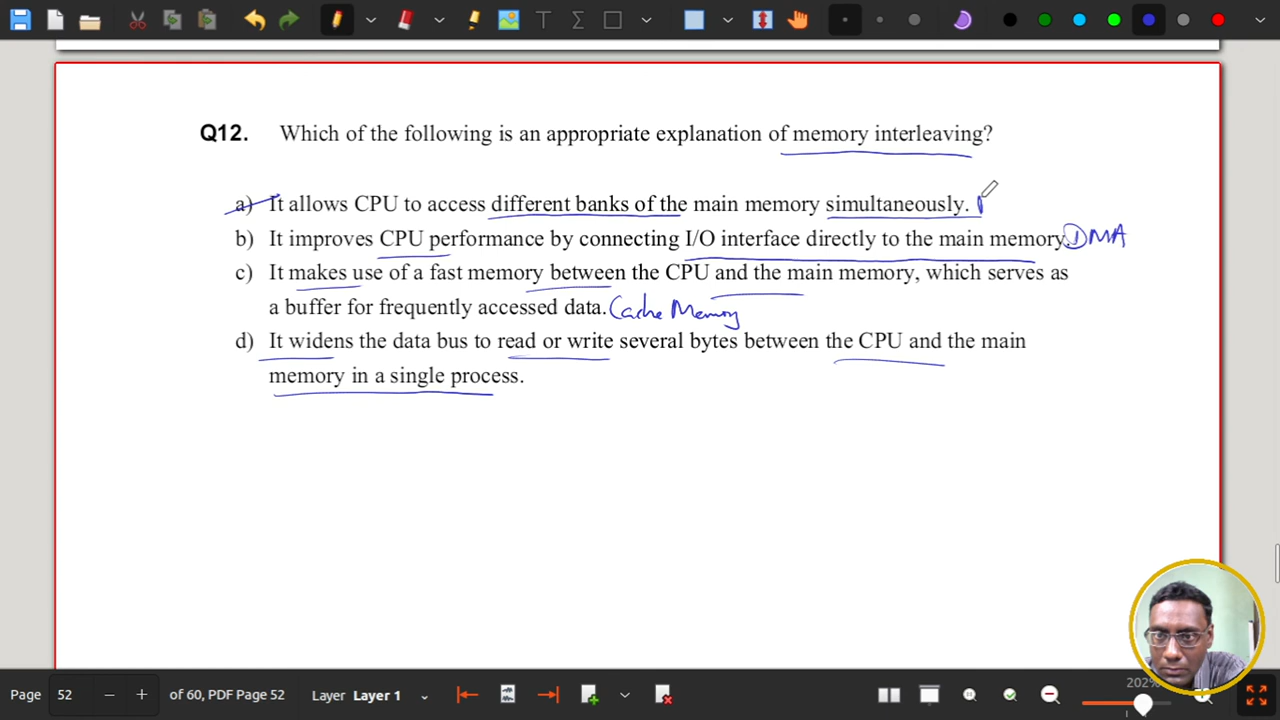 Q12. Which of the following is an appropriate explanation of memory interleaving?
a) It allows CPU to access different banks of the main memory simultaneously.
b) It improves CPU performance by connecting I/O interface directly to the main memory. DMA
c) It makes use of a fast memory between the CPU and the main memory, which serves as
a buffer for frequently accessed data. Cache Memory
d) It widens the data bus to read or write several bytes between the CPU and the main
memory in a single process.
202%
Page 52 of 60, PDF Page 52 Layer Layer 1